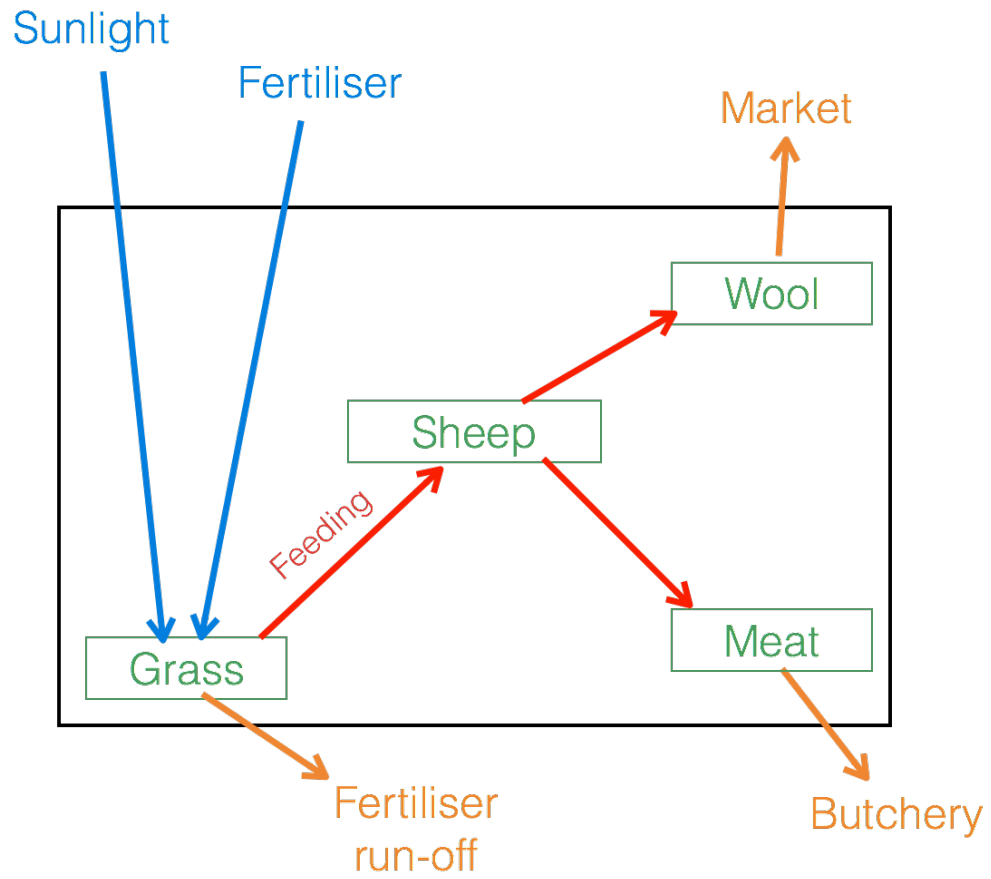 Sunlight
Fertiliser
Market
Wool
Sheep
Feeding
Meat
Grass
Fertiliser
run-off
Butchery